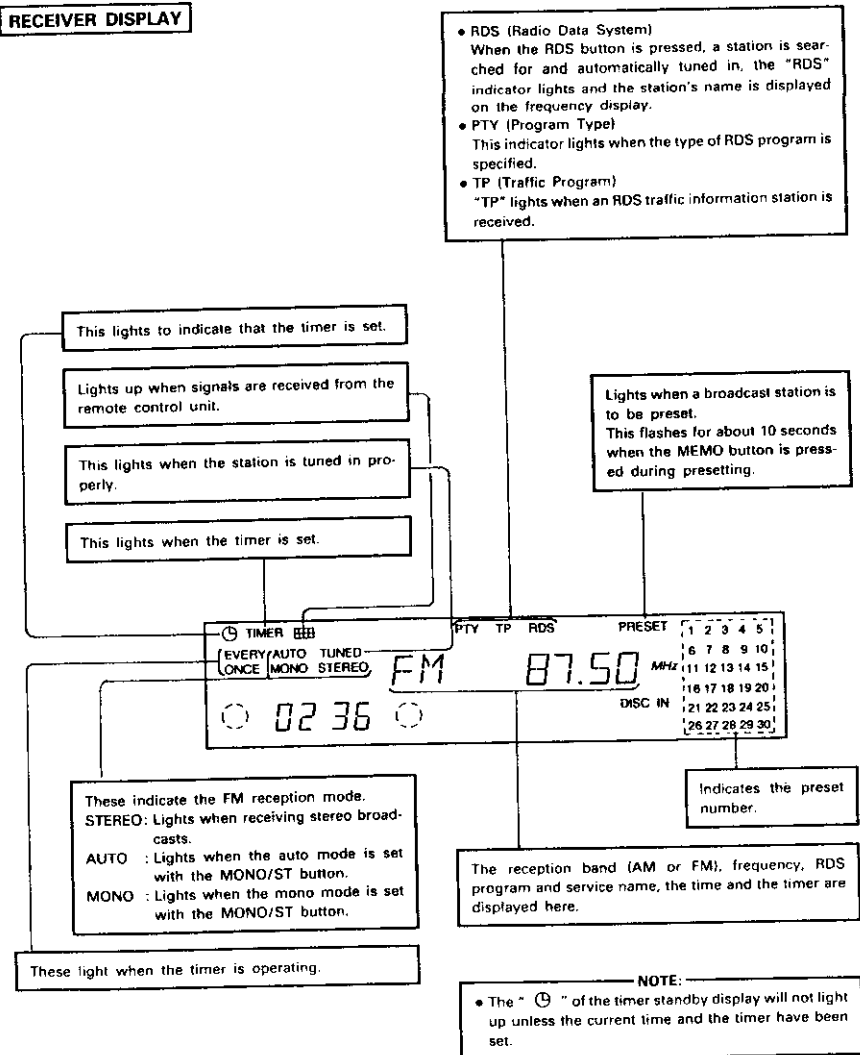 RECEIVER DISPLAY
• RDS (Radio Data System)
When the RDS button is pressed, a station is sear-
ched for and automatically tuned in, the "RDS"
indicator lights and the station's name is displayed
on the frequency display.
• PTY (Program Type)
This indicator lights when the type of RDS program is
specified.
• TP (Traffic Program)
"TP" lights when an RDS traffic information station is
received.
This lights to indicate that the timer is set.
Lights up when signals are received from the
remote control unit.
This lights when the station is tuned in pro-
perly.
This lights when the timer is set.
Lights when a broadcast station is
to be preset.
This flashes for about 10 seconds
when the MEMO button is press-
ed during presetting.
TIMER PTY TP RDS PRESET
EVERY AUTO TUNED
ONCE MONO STEREO
FM 87.50 MHz
DISC IN
02 36
1 2 3 4 5
6 7 8 9 10
11 12 13 14 15
16 17 18 19 20
21 22 23 24 25
26 27 28 29 30
These indicate the FM reception mode.
STEREO: Lights when receiving stereo broad-
casts.
AUTO : Lights when the auto mode is set
with the MONO/ST button.
MONO : Lights when the mono mode is set
with the MONO/ST button.
Indicates the preset
number.
The reception band (AM or FM), frequency, RDS
program and service name, the time and the timer are
displayed here.
These light when the timer is operating.
NOTE:
• The " " of the timer standby display will not light
up unless the current time and the timer have been
set.